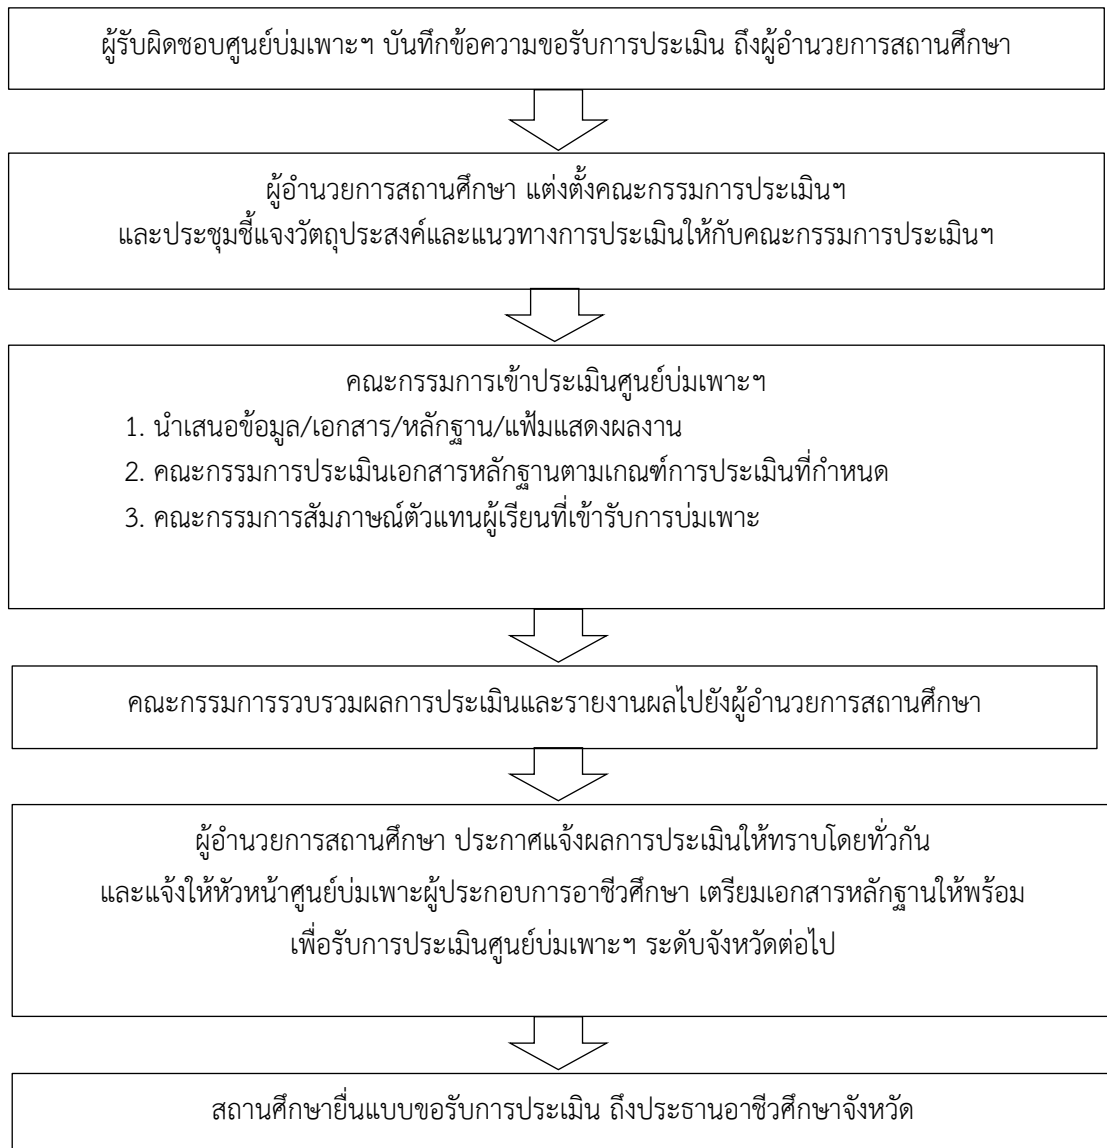 ผู้รับผิดชอบศูนย์บ่มเพาะฯ บันทึกข้อความขอรับการประเมิน ถึงผู้อำนวยการสถานศึกษา
ผู้อำนวยการสถานศึกษา แต่งตั้งคณะกรรมการประเมินฯ
และประชุมชี้แจงวัตถุประสงค์และแนวทางการประเมินให้กับคณะกรรมการประเมินฯ
คณะกรรมการเข้าประเมินศูนย์บ่มเพาะฯ
1. นำเสนอข้อมูล/เอกสาร/หลักฐาน/แฟ้มแสดงผลงาน
2. คณะกรรมการประเมินเอกสารหลักฐานตามเกณฑ์การประเมินที่กำหนด
3. คณะกรรมการสัมภาษณ์ตัวแทนผู้เรียนที่เข้ารับการบ่มเพาะ
คณะกรรมการรวบรวมผลการประเมินและรายงานผลไปยังผู้อำนวยการสถานศึกษา
ผู้อำนวยการสถานศึกษา ประกาศแจ้งผลการประเมินให้ทราบโดยทั่วกัน
และแจ้งให้หัวหน้าศูนย์บ่มเพาะผู้ประกอบการอาชีวศึกษา เตรียมเอกสารหลักฐานให้พร้อม
เพื่อรับการประเมินศูนย์บ่มเพาะฯ ระดับจังหวัดต่อไป
สถานศึกษายื่นแบบขอรับการประเมิน ถึงประธานอาชีวศึกษาจังหวัด